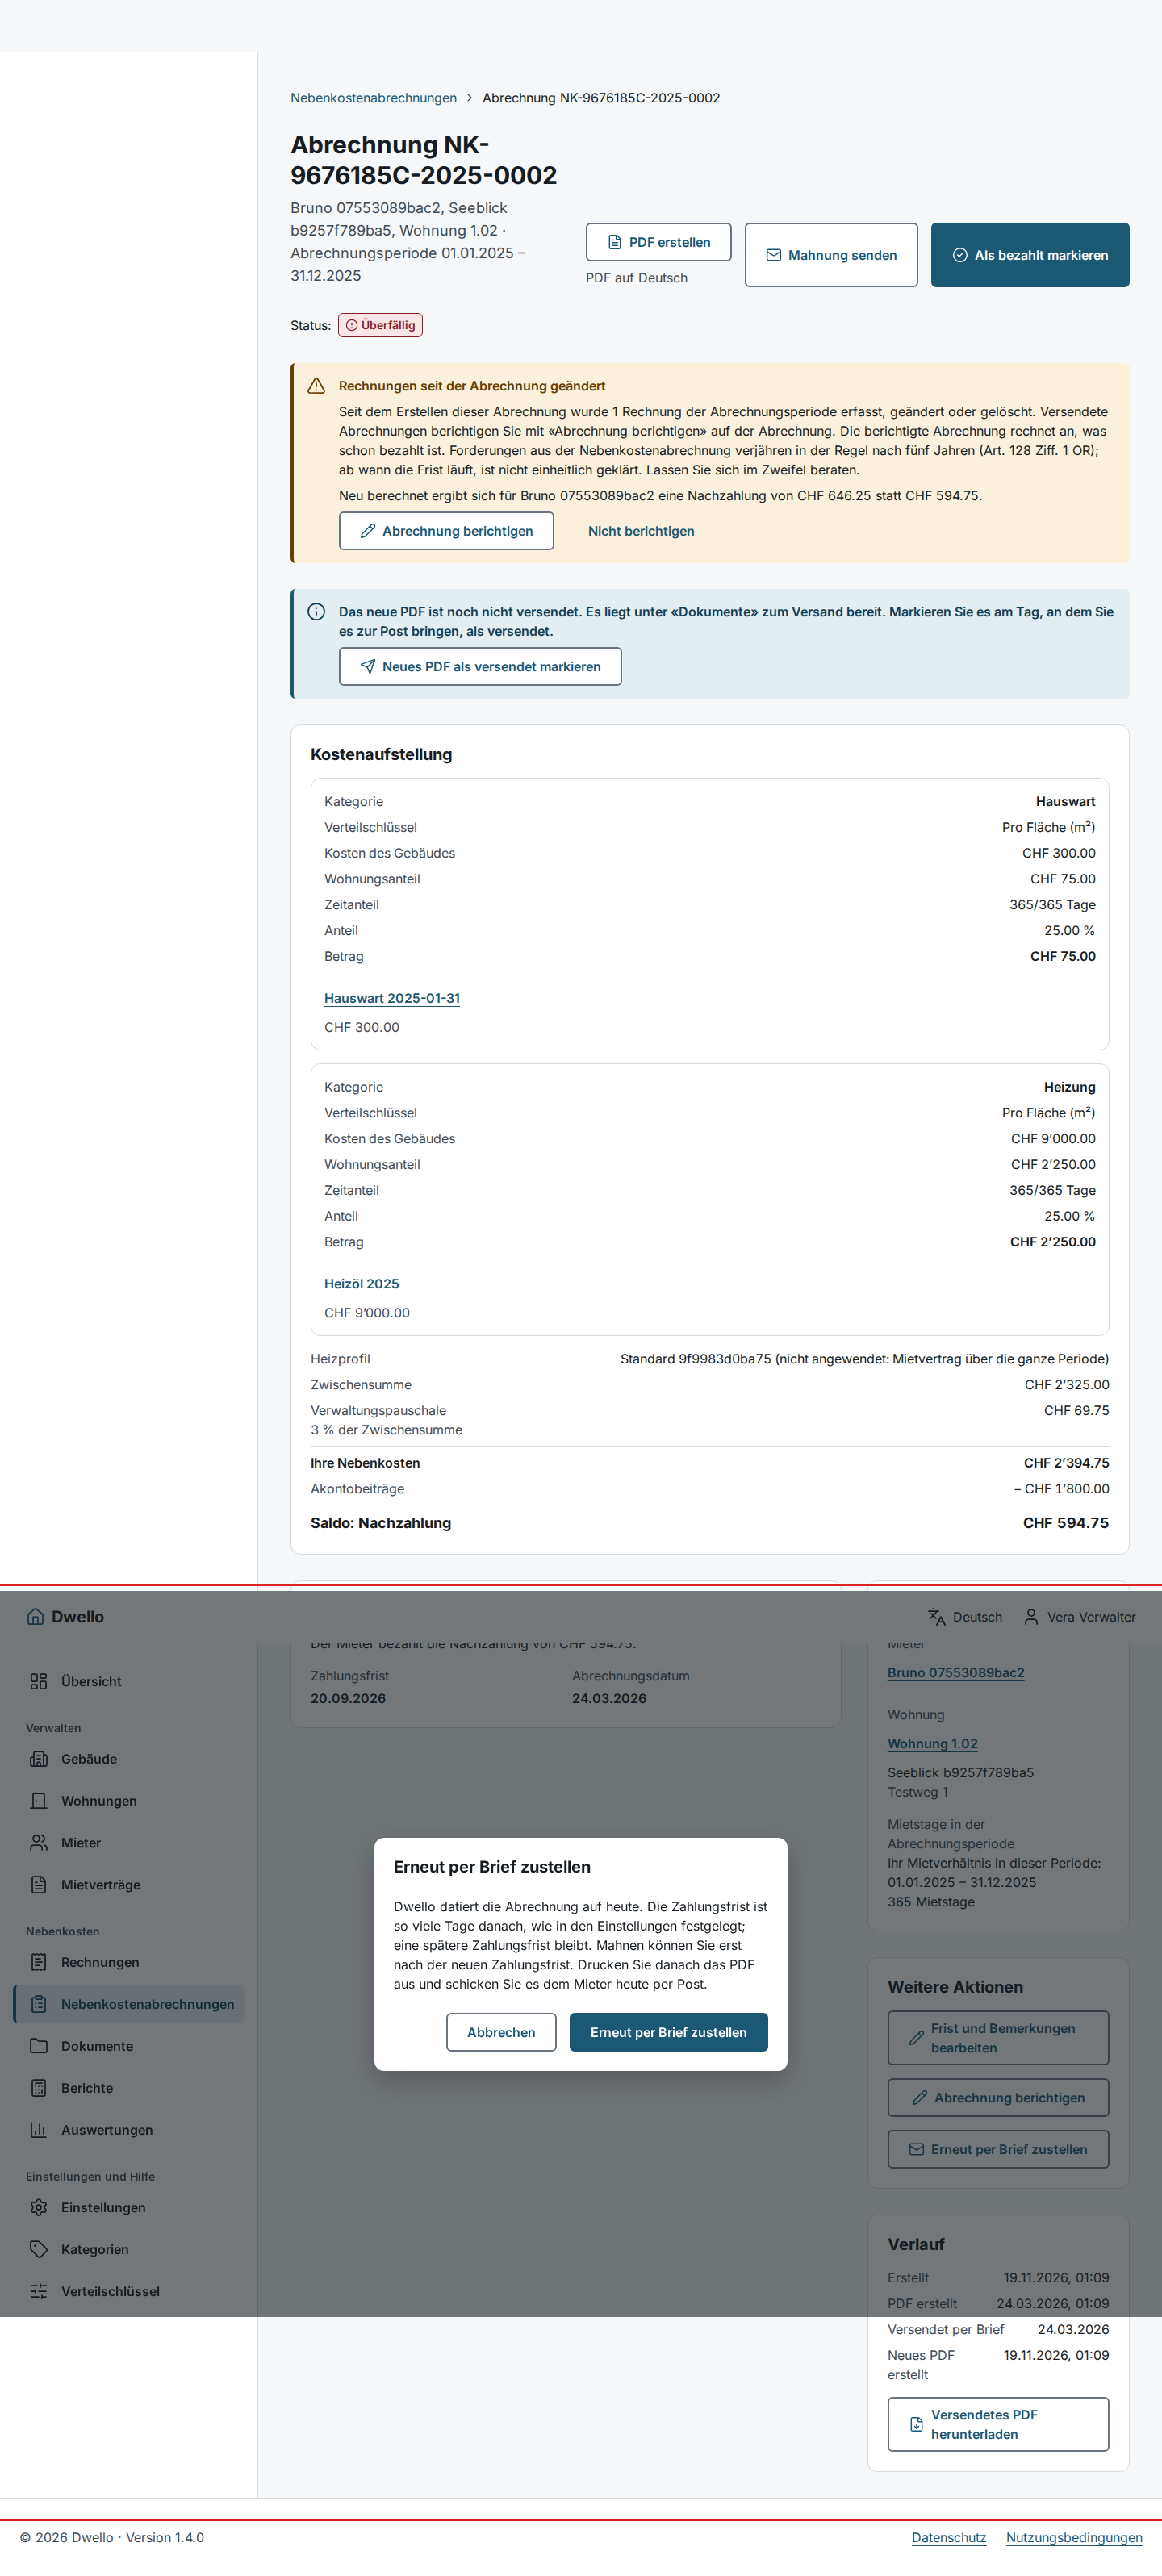 Nebenkostenabrechnungen > Abrechnung NK-9676185C-2025-0002
Abrechnung NK-
9676185C-2025-0002
Bruno 07553089bac2, Seeblick
b9257f789ba5, Wohnung 1.02 ·
Abrechnungsperiode 01.01.2025 –
31.12.2025
PDF erstellen
PDF auf Deutsch
Mahnung senden
Als bezahlt markieren
Status: Überfällig
Rechnungen seit der Abrechnung geändert
Seit dem Erstellen dieser Abrechnung wurde 1 Rechnung der Abrechnungsperiode erfasst, geändert oder gelöscht. Versendete
Abrechnungen berichtigen Sie mit «Abrechnung berichtigen» auf der Abrechnung. Die berichtigte Abrechnung rechnet an, was
schon bezahlt ist. Forderungen aus der Nebenkostenabrechnung verjähren in der Regel nach fünf Jahren (Art. 128 Ziff. 1 OR);
ab wann die Frist läuft, ist nicht einheitlich geklärt. Lassen Sie sich im Zweifel beraten.
Neu berechnet ergibt sich für Bruno 07553089bac2 eine Nachzahlung von CHF 646.25 statt CHF 594.75.
Abrechnung berichtigen
Nicht berichtigen
Das neue PDF ist noch nicht versendet. Es liegt unter «Dokumente» zum Versand bereit. Markieren Sie es am Tag, an dem Sie
es zur Post bringen, als versendet.
Neues PDF als versendet markieren
Kostenaufstellung
Kategorie Hauswart
Verteilschlüssel Pro Fläche (m²)
Kosten des Gebäudes CHF 300.00
Wohnungsanteil CHF 75.00
Zeitanteil 365/365 Tage
Anteil 25.00 %
Betrag CHF 75.00
Hauswart 2025-01-31
CHF 300.00
Kategorie Heizung
Verteilschlüssel Pro Fläche (m²)
Kosten des Gebäudes CHF 9’000.00
Wohnungsanteil CHF 2’250.00
Zeitanteil 365/365 Tage
Anteil 25.00 %
Betrag CHF 2’250.00
Heizöl 2025
CHF 9’000.00
Heizprofil Standard 9f9983d0ba75 (nicht angewendet: Mietvertrag über die ganze Periode)
Zwischensumme CHF 2’325.00
Verwaltungspauschale CHF 69.75
3 % der Zwischensumme
Ihre Nebenkosten CHF 2’394.75
Akontobeiträge – CHF 1’800.00
Saldo: Nachzahlung CHF 594.75
Dwello
Deutsch
Vera Verwalter
Übersicht
Verwalten
Gebäude
Wohnungen
Mieter
Mietverträge
Nebenkosten
Rechnungen
Nebenkostenabrechnungen
Dokumente
Berichte
Auswertungen
Einstellungen und Hilfe
Einstellungen
Kategorien
Verteilschlüssel
Der Mieter bezahlt die Nachzahlung von CHF 594.75.
Zahlungsfrist
20.09.2026
Abrechnungsdatum
24.03.2026
Mieter
Bruno 07553089bac2
Wohnung
Wohnung 1.02
Seeblick b9257f789ba5
Testweg 1
Mietstage in der
Abrechnungsperiode
Ihr Mietverhältnis in dieser Periode:
01.01.2025 – 31.12.2025
365 Mietstage
Erneut per Brief zustellen
Dwello datiert die Abrechnung auf heute. Die Zahlungsfrist ist
so viele Tage danach, wie in den Einstellungen festgelegt;
eine spätere Zahlungsfrist bleibt. Mahnen können Sie erst
nach der neuen Zahlungsfrist. Drucken Sie danach das PDF
aus und schicken Sie es dem Mieter heute per Post.
Abbrechen
Erneut per Brief zustellen
Weitere Aktionen
Frist und Bemerkungen
bearbeiten
Abrechnung berichtigen
Erneut per Brief zustellen
Verlauf
Erstellt 19.11.2026, 01:09
PDF erstellt 24.03.2026, 01:09
Versendet per Brief 24.03.2026
Neues PDF 19.11.2026, 01:09
erstellt
Versendetes PDF
herunterladen
© 2026 Dwello · Version 1.4.0
Datenschutz
Nutzungsbedingungen